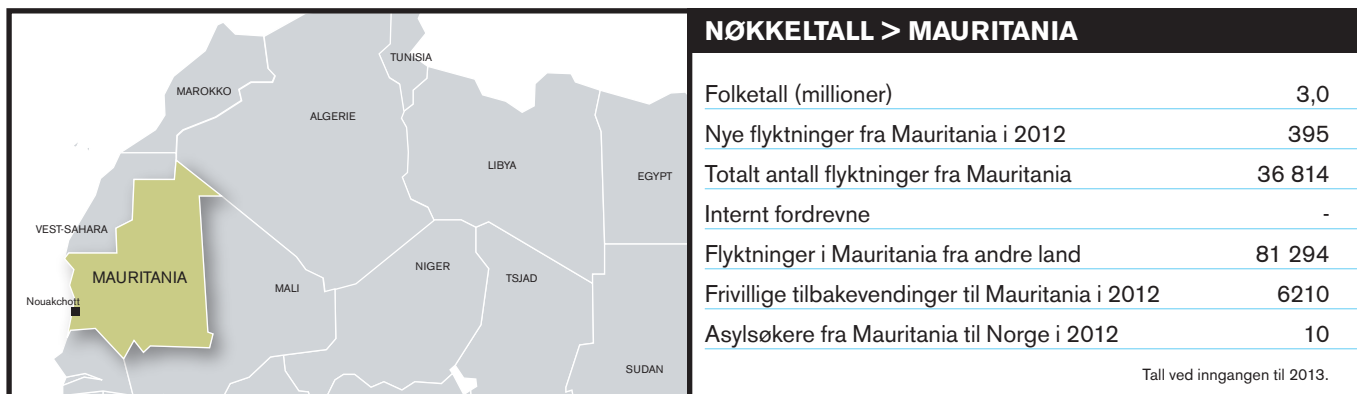 TUNISIA
MAROKKO
ALGERIE
LIBYA
EGYPT
VEST-SAHARA
MAURITANIA
NIGER
TSJAD
MALI
Nouakchott
SUDAN
NØKKELTALL > MAURITANIA
Folketall (millioner) 3,0
Nye flyktninger fra Mauritania i 2012 395
Totalt antall flyktninger fra Mauritania 36 814
Internt fordrevne -
Flyktninger i Mauritania fra andre land 81 294
Frivillige tilbakevendinger til Mauritania i 2012 6210
Asylsøkere fra Mauritania til Norge i 2012 10
Tall ved inngangen til 2013.